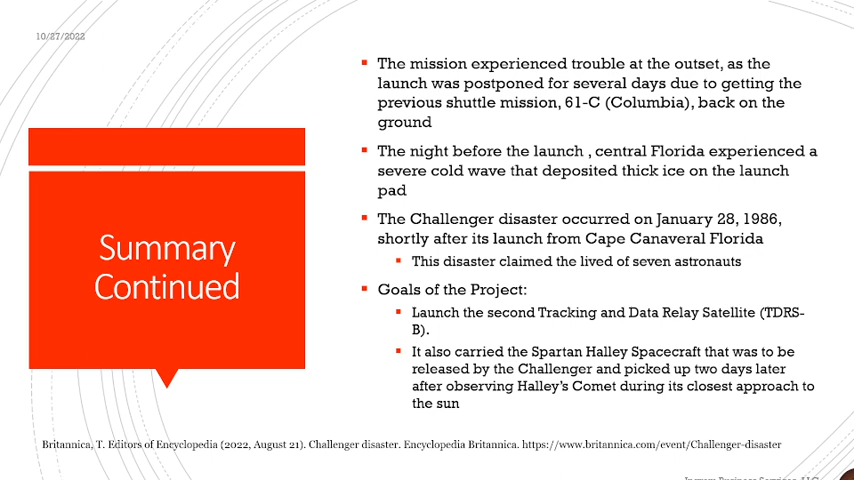 10/27/2022
Summary
Continued
The mission experienced trouble at the outset, as the
launch was postponed for several days due to getting the
previous shuttle mission, 61-C (Columbia), back on the
ground
The night before the launch , central Florida experienced a
severe cold wave that deposited thick ice on the launch
pad
The Challenger disaster occurred on January 28, 1986,
shortly after its launch from Cape Canaveral Florida
This disaster claimed the lived of seven astronauts
Goals of the Project:
Launch the second Tracking and Data Relay Satellite (TDRS-
B).
It also carried the Spartan Halley Spacecraft that was to be
released by the Challenger and picked up two days later
after observing Halley's Comet during its closest approach to
the sun
Britannica, T. Editors of Encyclopedia (2022, August 21). Challenger disaster. Encyclopedia Britannica. https://www.britannica.com/event/Challenger-disaster
Business Services, LLC